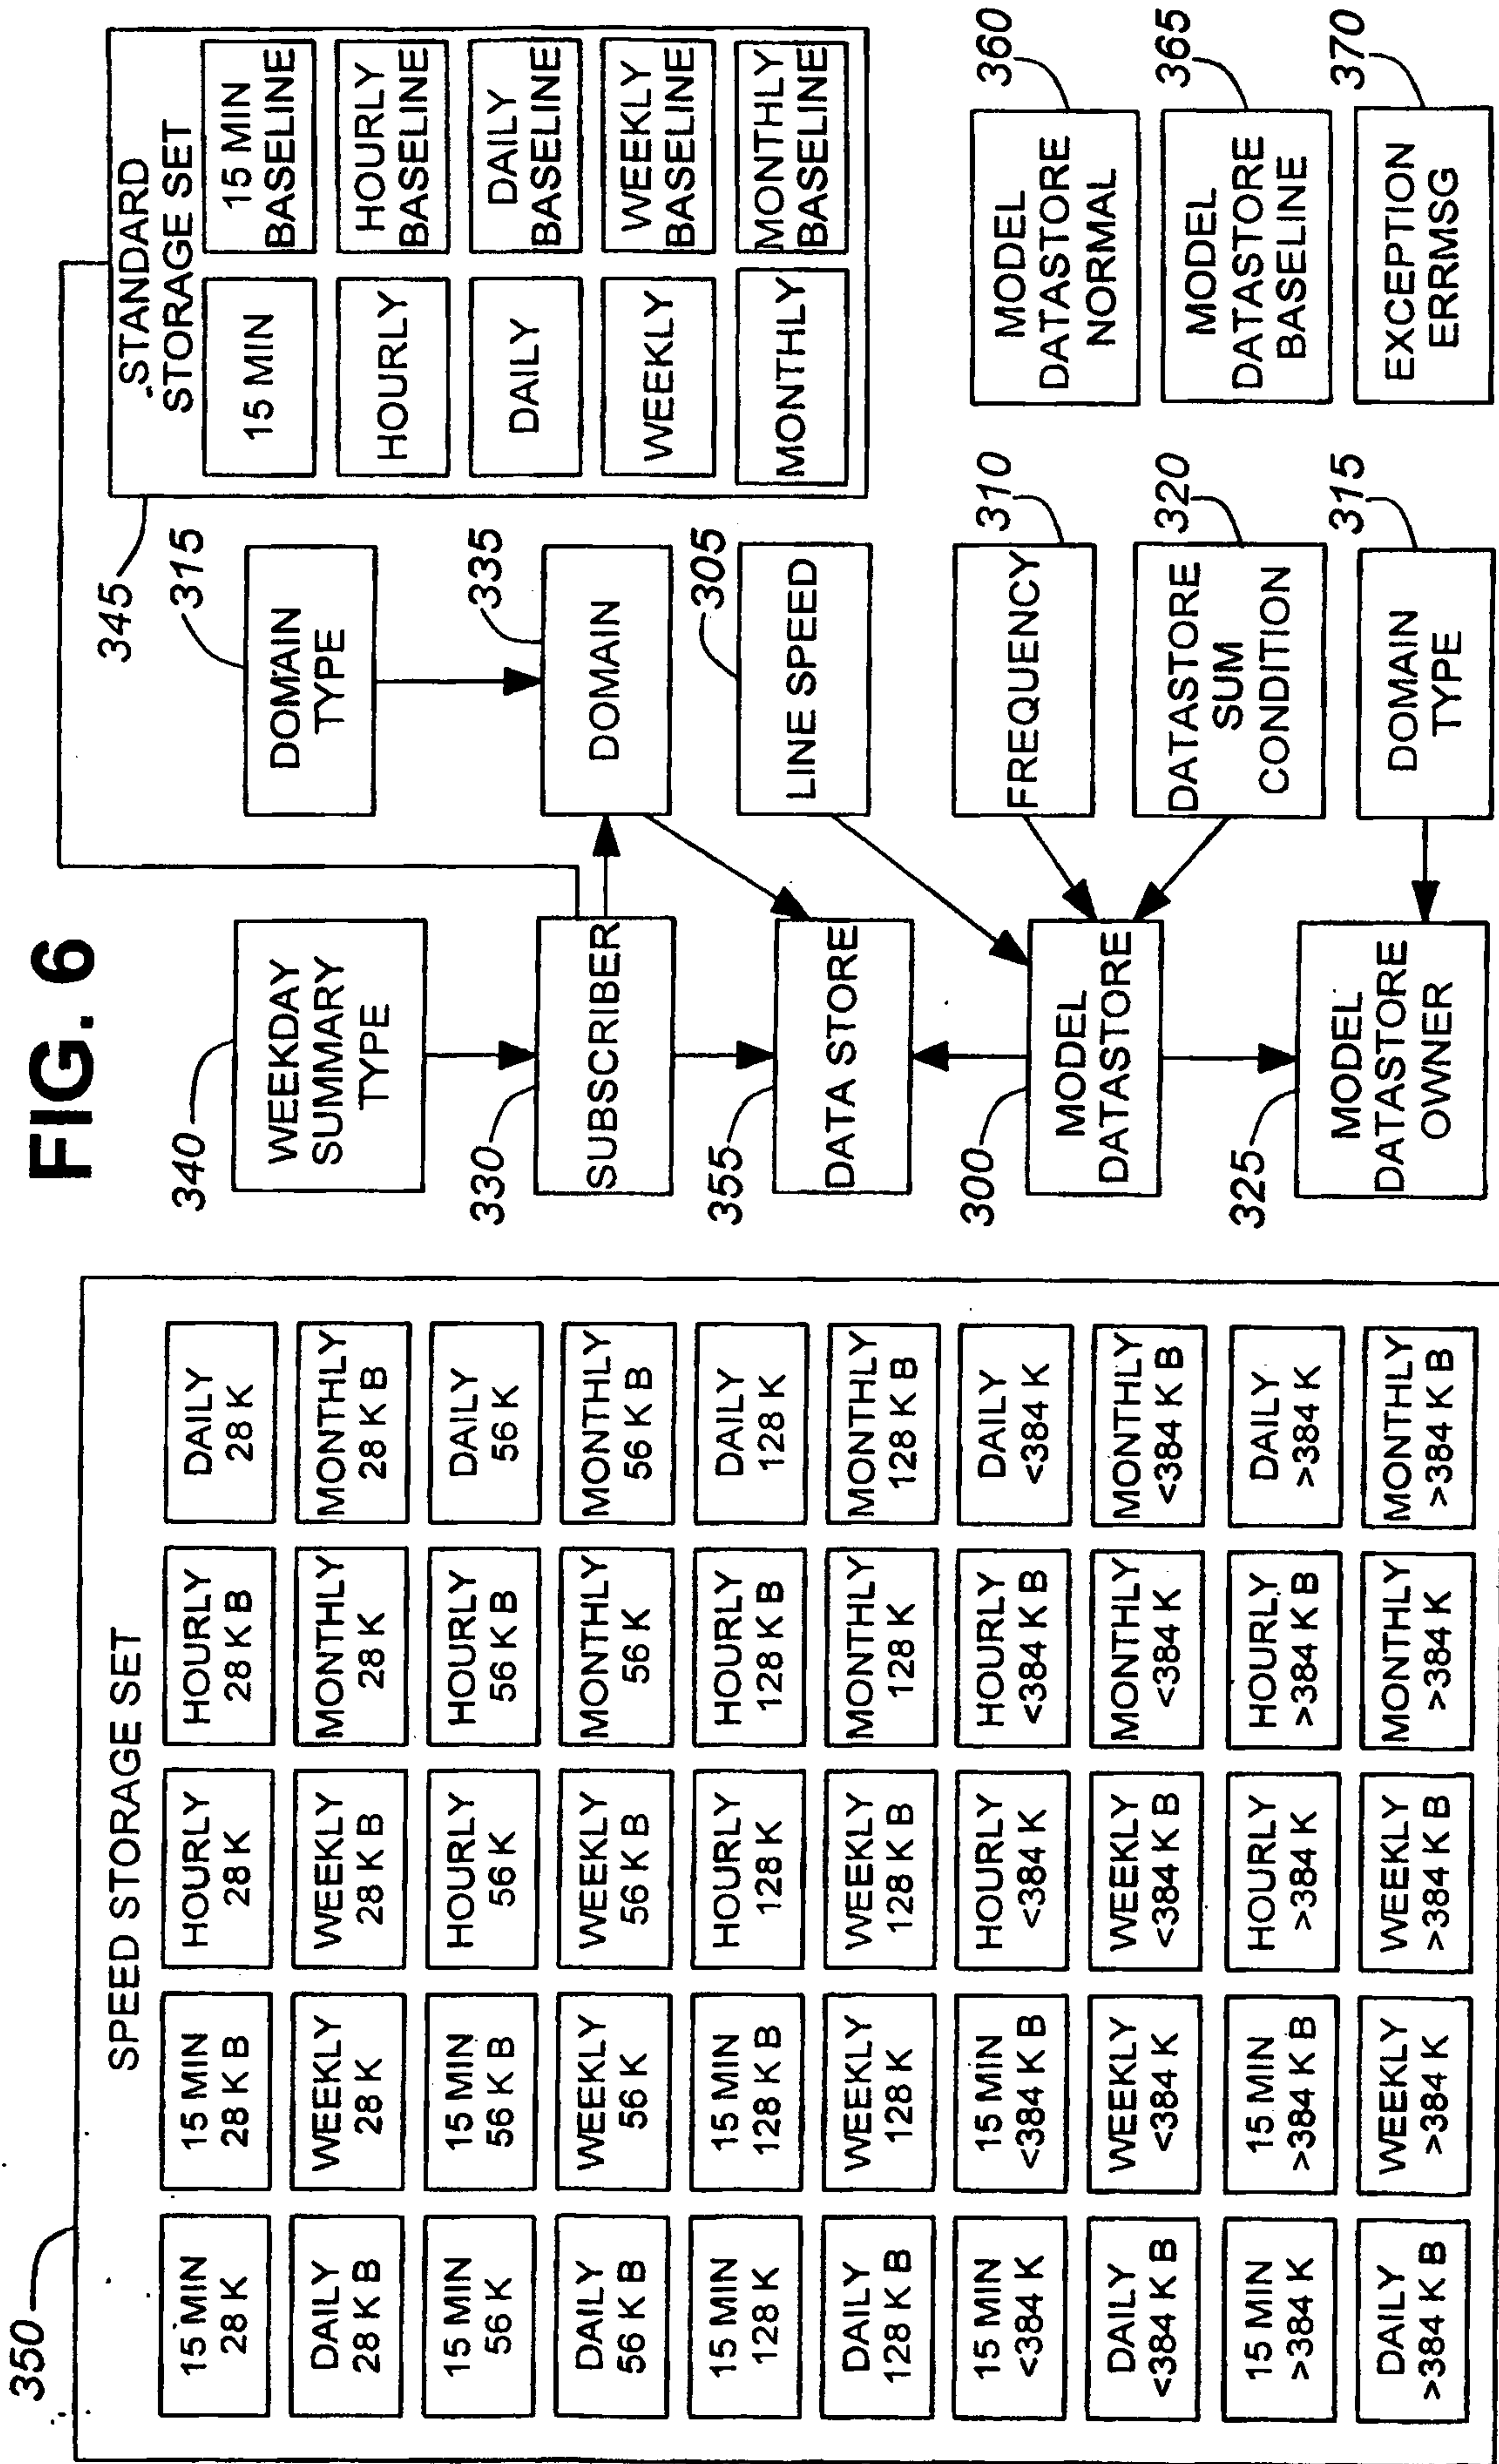 FIG. 6
350
SPEED STORAGE SET
15 MIN
28 K
15 MIN
28 K B
HOURLY
28 K
HOURLY
28 K B
DAILY
28 K
DAILY
28 K B
WEEKLY
28 K
WEEKLY
28 K B
MONTHLY
28 K
MONTHLY
28 K B
15 MIN
56 K
15 MIN
56 K B
HOURLY
56 K
HOURLY
56 K B
DAILY
56 K
DAILY
56 K B
WEEKLY
56 K
WEEKLY
56 K B
MONTHLY
56 K
MONTHLY
56 K B
15 MIN
128 K
15 MIN
128 K B
HOURLY
128 K
HOURLY
128 K B
DAILY
128 K
DAILY
128 K B
WEEKLY
128 K
WEEKLY
128 K B
MONTHLY
128 K
MONTHLY
128 K B
15 MIN
<384 K
15 MIN
<384 K B
HOURLY
<384 K
HOURLY
<384 K B
DAILY
<384 K
DAILY
<384 K B
WEEKLY
<384 K
WEEKLY
<384 K B
MONTHLY
<384 K
MONTHLY
<384 K B
15 MIN
>384 K
15 MIN
>384 K B
HOURLY
>384 K
HOURLY
>384 K B
DAILY
>384 K
DAILY
>384 K B
WEEKLY
>384 K
WEEKLY
>384 K B
MONTHLY
>384 K
MONTHLY
>384 K B
340
WEEKDAY
SUMMARY
TYPE
330
SUBSCRIBER
355
DATA STORE
300
MODEL
DATASTORE
325
MODEL
DATASTORE
OWNER
315
DOMAIN
TYPE
335
DOMAIN
305
LINE SPEED
310
FREQUENCY
320
DATASTORE
SUM
CONDITION
315
DOMAIN
TYPE
345
STANDARD
STORAGE SET
15 MIN
15 MIN
BASELINE
HOURLY
HOURLY
BASELINE
DAILY
DAILY
BASELINE
WEEKLY
WEEKLY
BASELINE
MONTHLY
MONTHLY
BASELINE
360
MODEL
DATASTORE
NORMAL
365
MODEL
DATASTORE
BASELINE
370
EXCEPTION
ERRMSG